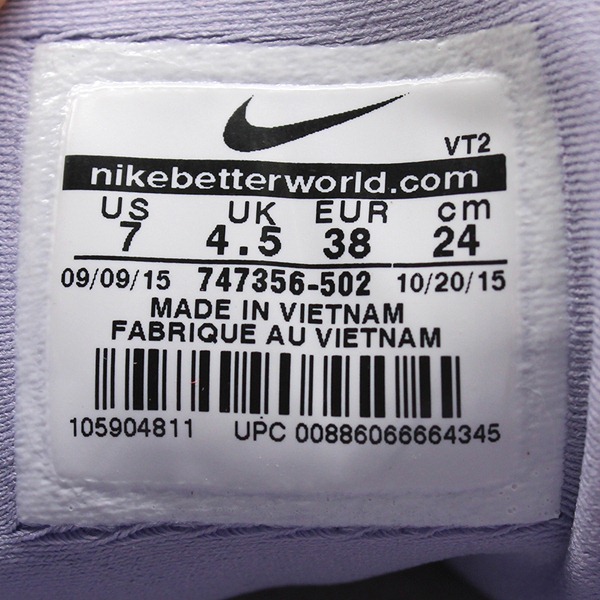 VT2
nikebetterworld.com
US UK EUR cm
7 4.5 38 24
09/09/15 747356-502 10/20/15
MADE IN VIETNAM
FABRIQUE AU VIETNAM
105904811 UPC 00886066664345